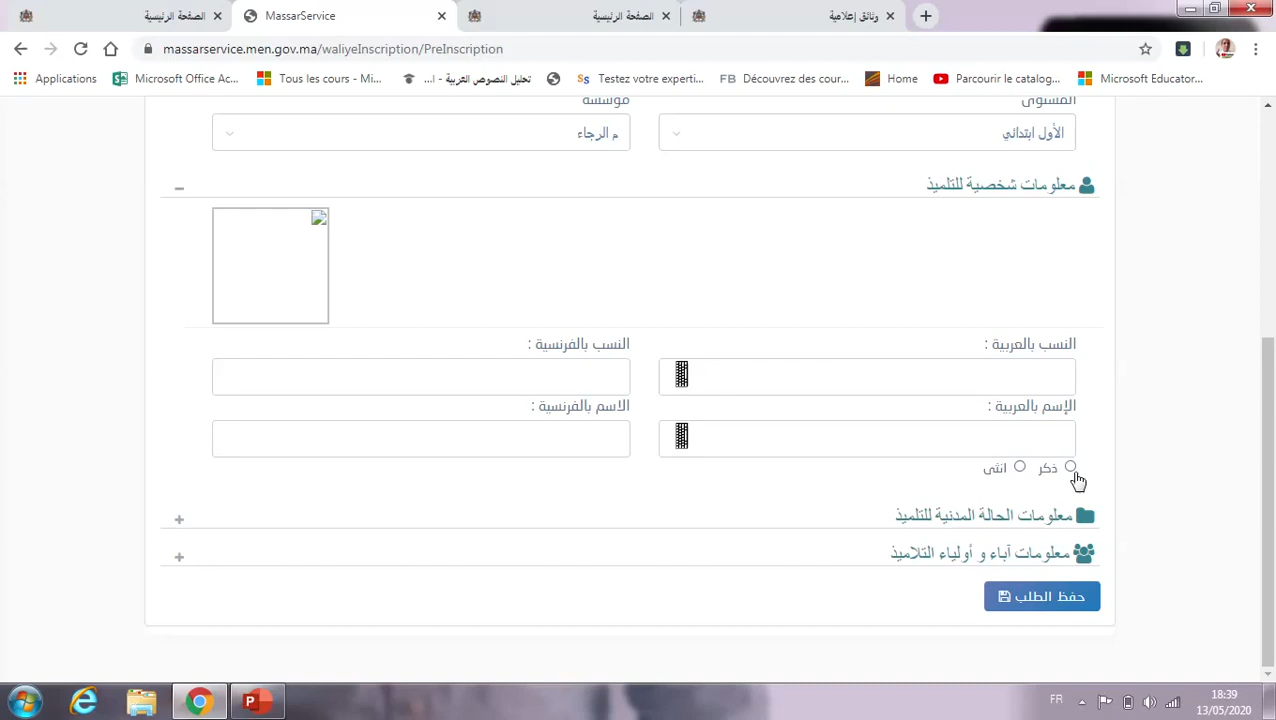 الصفحة الرئيسية
MassarService
الصفحة الرئيسية
وثائق إعلامية
massarservice.men.gov.ma/waliyeInscription/PreInscription
Applications
Microsoft Office Ac...
Tous les cours - Mi...
تحليل النصوص العربية - ا...
Testez votre experti...
FB Découvrez des cour...
Home
Parcourir le catalog...
Microsoft Educator...
المستوى
مؤسسة
الأول ابتدائي
م الرجاء
معلومات شخصية للتلميذ
النسب بالعربية :
النسب بالفرنسية :
الإسم بالعربية :
الاسم بالفرنسية :
ذكر
انثى
معلومات الحالة المدنية للتلميذ
معلومات آباء و أولياء التلاميذ
حفظ الطلب
FR
18:39
13/05/2020